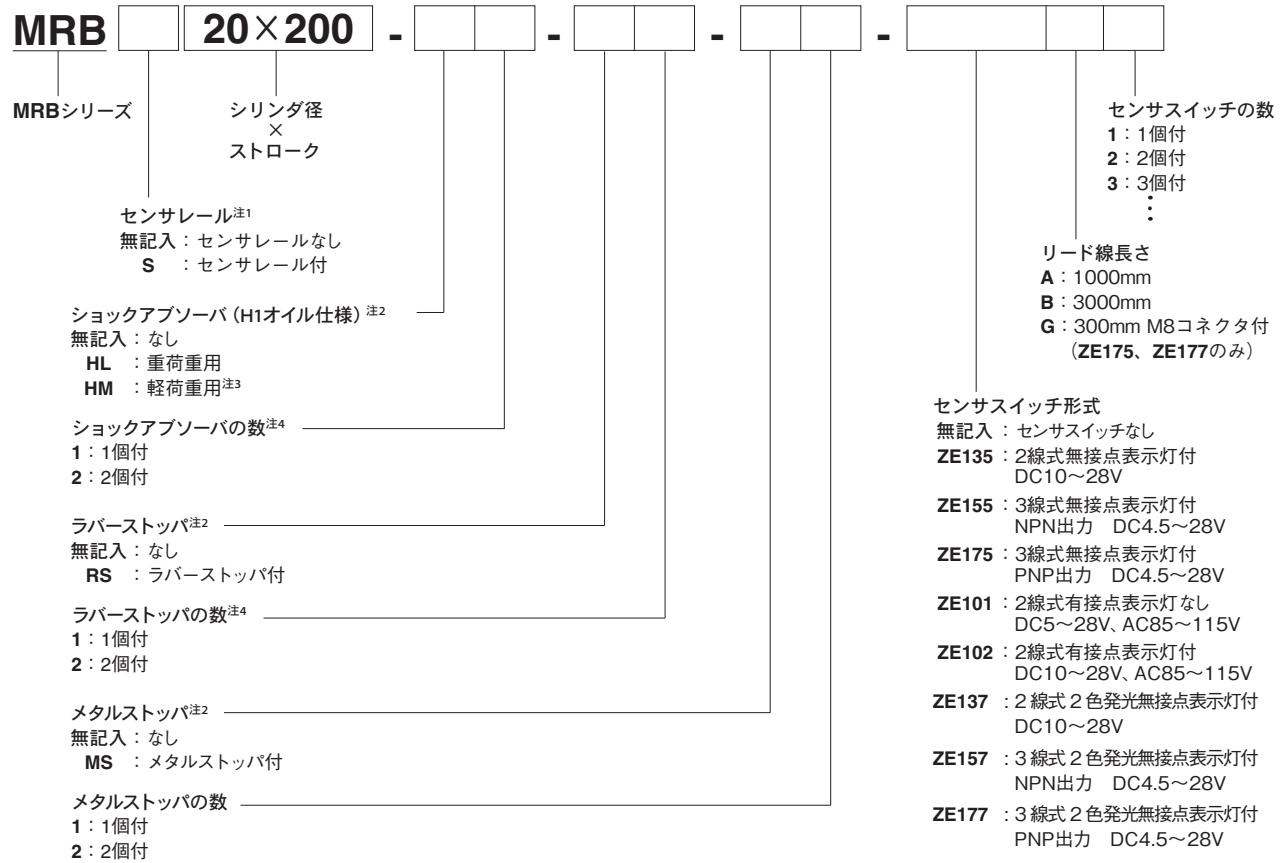 MRB 20×200 - - - -
MRBシリーズ
シリンダ径
×
ストローク
センサレール注1
無記入：センサレールなし
S ：センサレール付
ショックアブソーバ（H1オイル仕様）注2
無記入：なし
HL ：重荷重用
HM ：軽荷重用注3
ショックアブソーバの数注4
1：1個付
2：2個付
ラバーストッパ注2
無記入：なし
RS ：ラバーストッパ付
ラバーストッパの数注4
1：1個付
2：2個付
メタルストッパ注2
無記入：なし
MS ：メタルストッパ付
メタルストッパの数
1：1個付
2：2個付
センサスイッチの数
1：1個付
2：2個付
3：3個付
⋮
リード線長さ
A：1000mm
B：3000mm
G：300mm M8コネクタ付
（ZE175、ZE177のみ）
センサスイッチ形式
無記入：センサスイッチなし
ZE135：2線式無接点表示灯付
DC10〜28V
ZE155：3線式無接点表示灯付
NPN出力　DC4.5〜28V
ZE175：3線式無接点表示灯付
PNP出力　DC4.5〜28V
ZE101：2線式有接点表示灯なし
DC5〜28V、AC85〜115V
ZE102：2線式有接点表示灯付
DC10〜28V、AC85〜115V
ZE137 ：2 線式 2 色発光無接点表示灯付
DC10〜28V
ZE157 ：3 線式 2 色発光無接点表示灯付
NPN出力　DC4.5〜28V
ZE177 ：3 線式 2 色発光無接点表示灯付
PNP出力　DC4.5〜28V